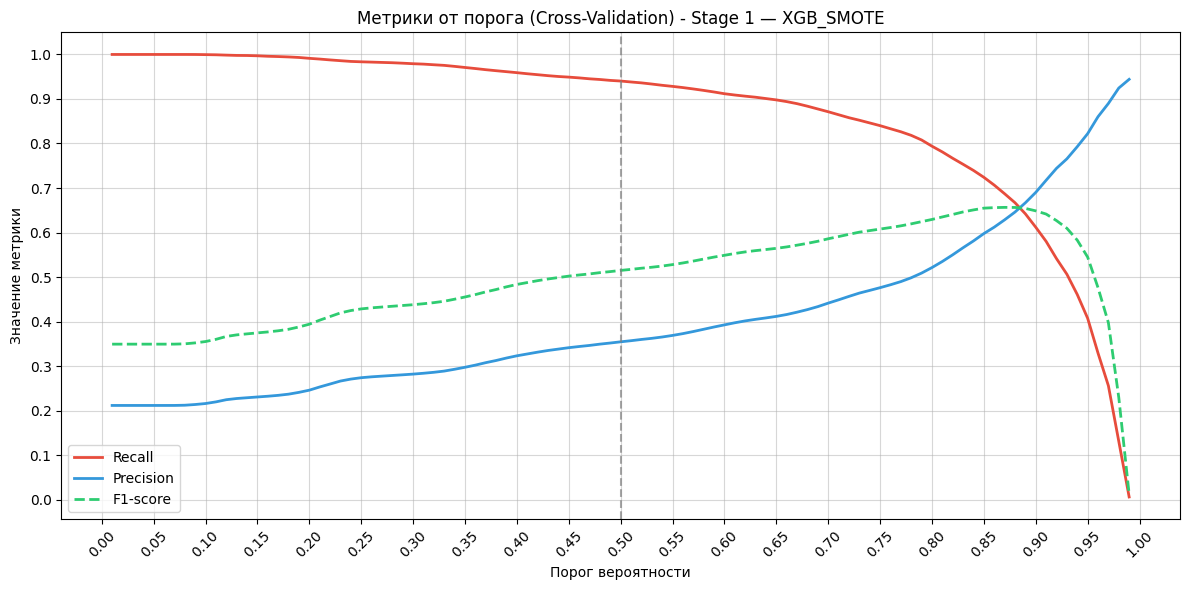 Метрики от порога (Cross-Validation) - Stage 1 — XGB_SMOTE
Значение метрики
1.0
0.9
0.8
0.7
0.6
0.5
0.4
0.3
0.2
0.1
0.0
Recall
Precision
F1-score
0.00 0.05 0.10 0.15 0.20 0.25 0.30 0.35 0.40 0.45 0.50 0.55 0.60 0.65 0.70 0.75 0.80 0.85 0.90 0.95 1.00
Порог вероятности